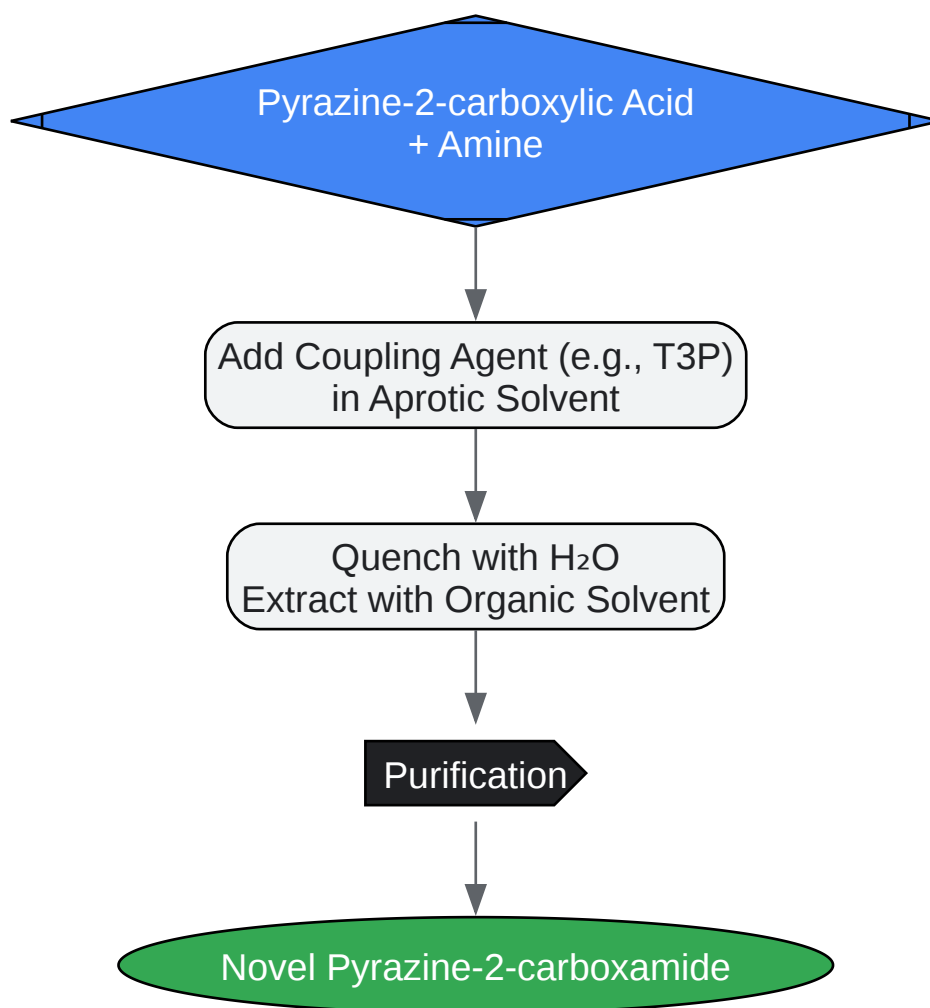 Pyrazine-2-carboxylic Acid
+ Amine
Add Coupling Agent (e.g., T3P)
in Aprotic Solvent
Quench with H₂O
Extract with Organic Solvent
Purification
Novel Pyrazine-2-carboxamide